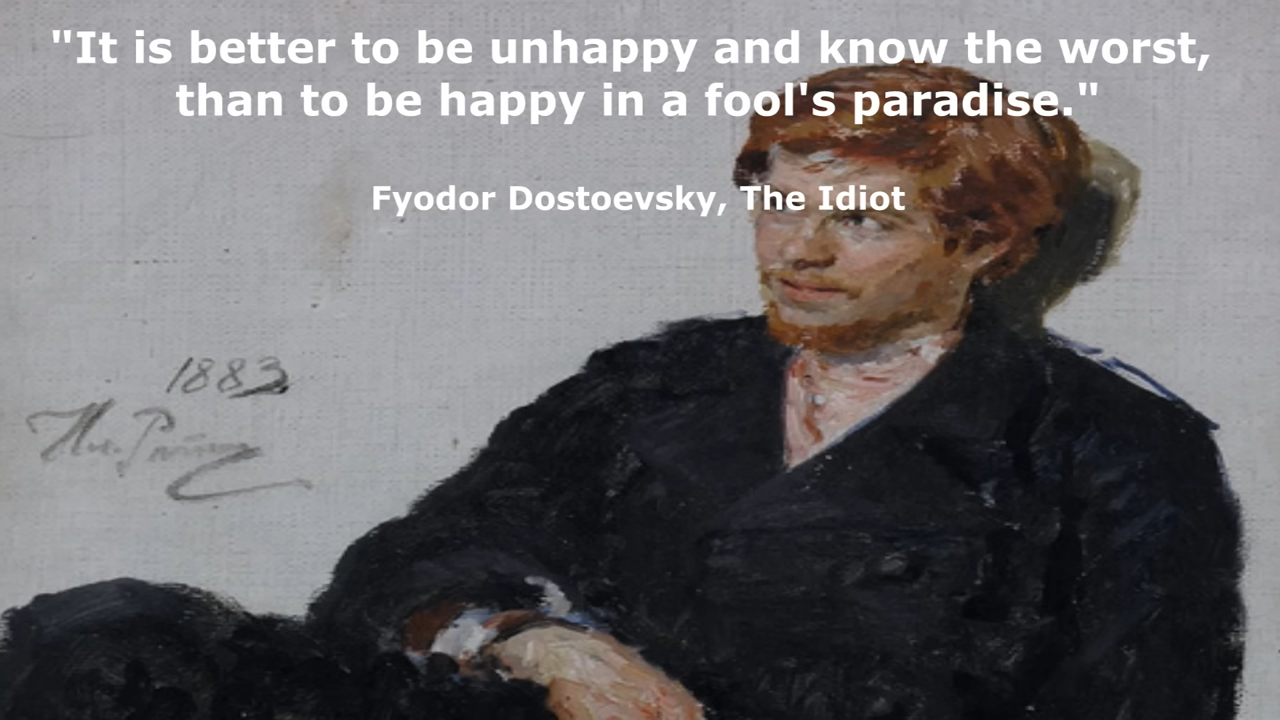 "It is better to be unhappy and know the worst,
than to be happy in a fool's paradise."
Fyodor Dostoevsky, The Idiot
1883